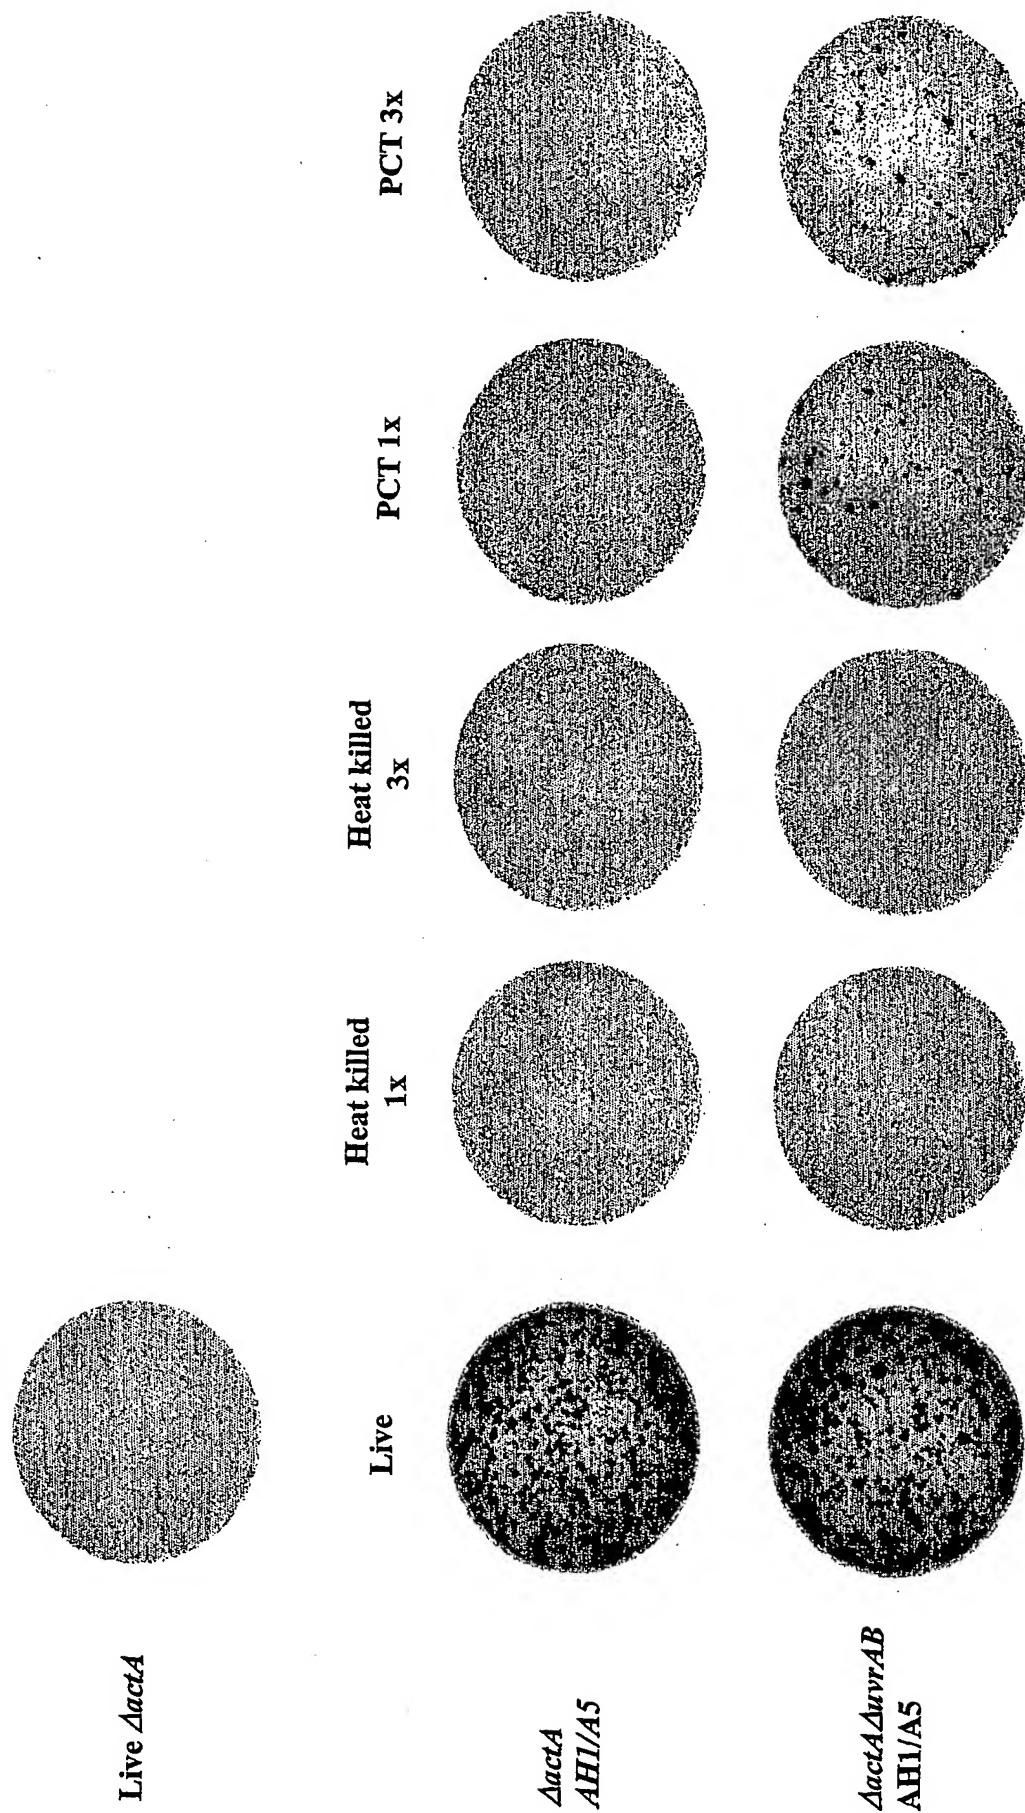 Live ΔactA
Live
Heat killed
1x
Heat killed
3x
PCT 1x
PCT 3x
ΔactA
AH1/A5
ΔactAΔuvrAB
AH1/A5